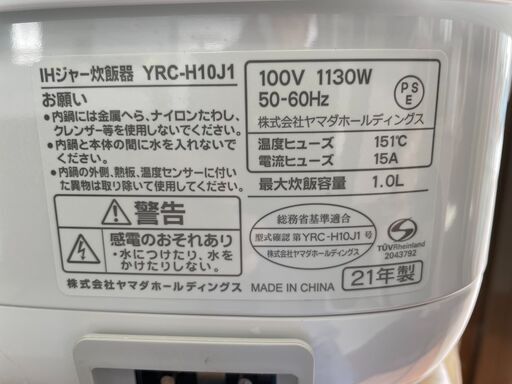 IHジャー炊飯器 YRC-H10J1
お願い
●内鍋には金属へら、ナイロンたわし、
クレンザー等を使用しないでください。
●内鍋と本体の間に水を入れないで
ください。
●内鍋の外側、熱板、温度センサーに付い
た異物は取り除いて使用してください。
警告
感電のおそれあり
・水につけたり、水を
かけたりしない。
株式会社ヤマダホールディングス
100V 1130W
50-60Hz
PS
E
株式会社ヤマダホールディングス
温度ヒューズ 151℃
電流ヒューズ 15A
最大炊飯容量 1.0L
総務省基準適合
型式確認 第YRC-H10J1号
株式会社ヤマダホールディングス
TÜVRheinland
2043792
MADE IN CHINA
21年製